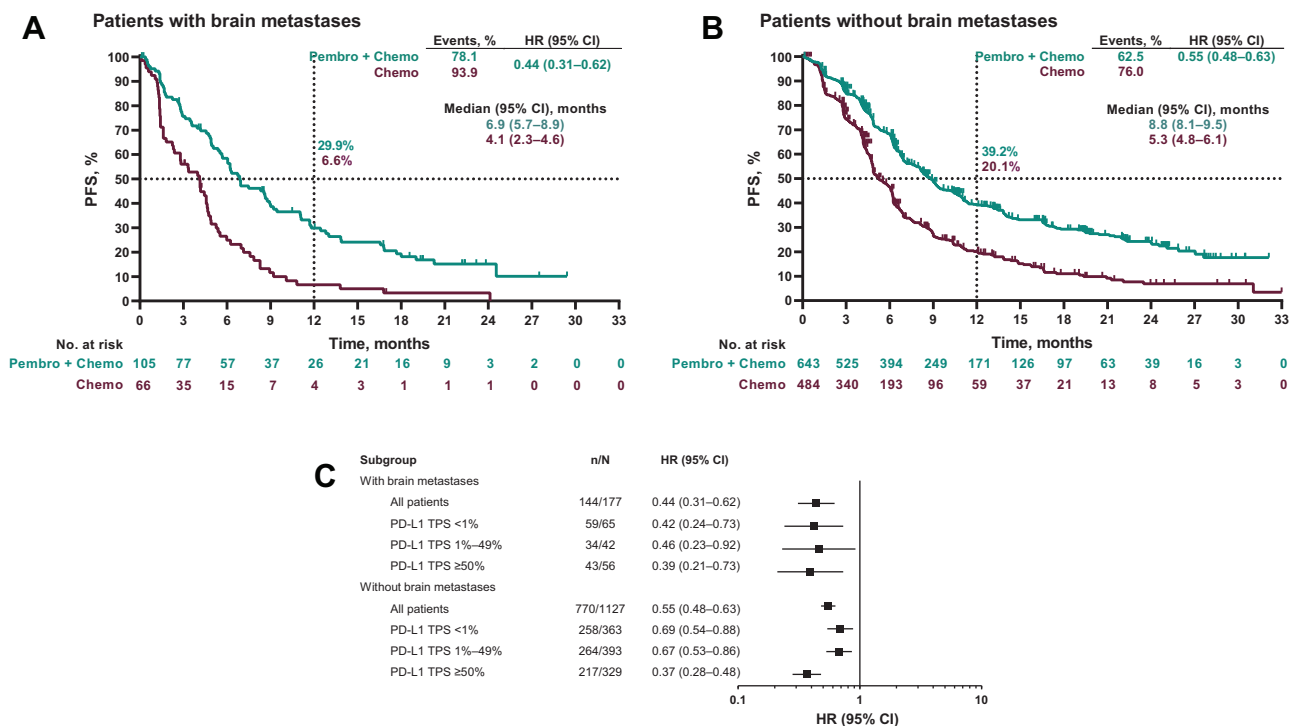 A
Patients with brain metastases
Events, % HR (95% CI)
Pembro + Chemo 78.1 0.44 (0.31–0.62)
Chemo 93.9
Median (95% CI), months
6.9 (5.7–8.9)
4.1 (2.3–4.6)
29.9%
6.6%
PFS, %
100
90
80
70
60
50
40
30
20
10
0
0 3 6 9 12 15 18 21 24 27 30 33
Time, months
No. at risk
Pembro + Chemo 105 77 57 37 26 21 16 9 3 2 0 0
Chemo 66 35 15 7 4 3 1 1 1 0 0 0
B
Patients without brain metastases
Events, % HR (95% CI)
Pembro + Chemo 62.5 0.55 (0.48–0.63)
Chemo 76.0
Median (95% CI), months
8.8 (8.1–9.5)
5.3 (4.8–6.1)
39.2%
20.1%
PFS, %
100
90
80
70
60
50
40
30
20
10
0
0 3 6 9 12 15 18 21 24 27 30 33
Time, months
No. at risk
Pembro + Chemo 643 525 394 249 171 126 97 63 39 16 3 0
Chemo 484 340 193 96 59 37 21 13 8 5 3 0
C
Subgroup n/N HR (95% CI)
With brain metastases
All patients 144/177 0.44 (0.31–0.62)
PD-L1 TPS <1% 59/65 0.42 (0.24–0.73)
PD-L1 TPS 1%–49% 34/42 0.46 (0.23–0.92)
PD-L1 TPS ≥50% 43/56 0.39 (0.21–0.73)
Without brain metastases
All patients 770/1127 0.55 (0.48–0.63)
PD-L1 TPS <1% 258/363 0.69 (0.54–0.88)
PD-L1 TPS 1%–49% 264/393 0.67 (0.53–0.86)
PD-L1 TPS ≥50% 217/329 0.37 (0.28–0.48)
0.1 1 10
HR (95% CI)